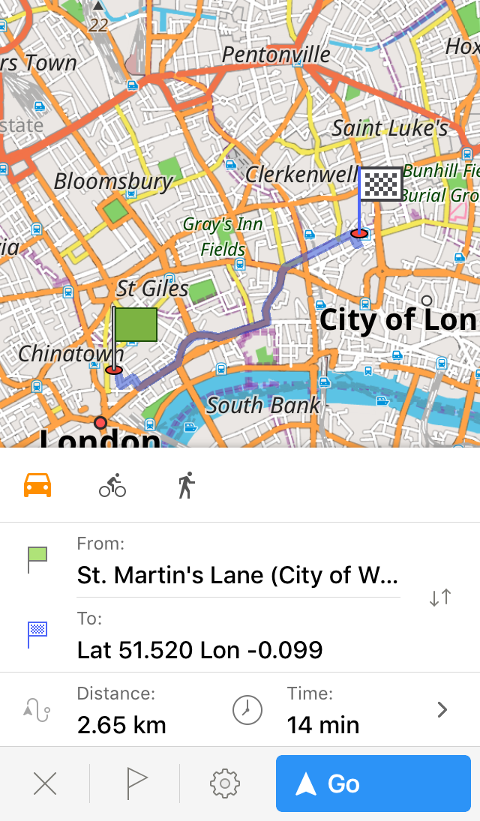 22
Pentonville
Hox
rs Town
state
Saint Luke's
Clerkenwell
Bunhill Fie
Burial Gro
Bloomsbury
Gray's Inn
Fields
ria
St Giles
City of Lon
Chinatown
South Bank
London
From:
St. Martin's Lane (City of W...
To:
Lat 51.520 Lon -0.099
Distance:
Time:
2.65 km
14 min
Go